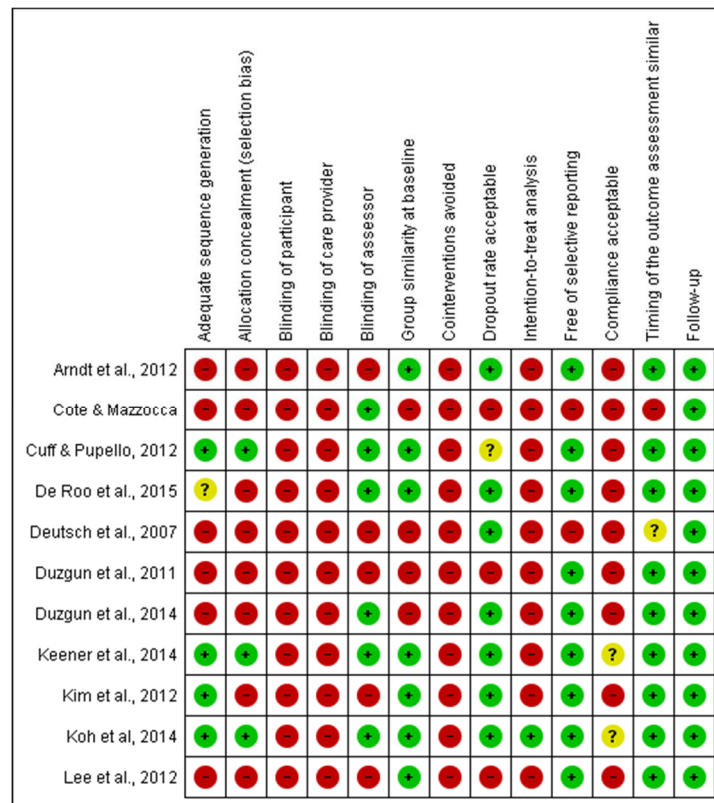 Adequate sequence generation
Allocation concealment (selection bias)
Blinding of participant
Blinding of care provider
Blinding of assessor
Group similarity at baseline
Cointerventions avoided
Dropout rate acceptable
Intention-to-treat analysis
Free of selective reporting
Compliance acceptable
Timing of the outcome assessment similar
Follow-up
Arndt et al., 2012 - - - - - + - + - + - + +
Cote & Mazzocca - - - - + - - - - - - - +
Cuff & Pupello, 2012 + + - - + + - ? - + - + +
De Roo et al., 2015 ? - - - + + - + - + - + +
Deutsch et al., 2007 - - - - - - - + - - - ? +
Duzgun et al., 2011 - - - - - - - - - + - + +
Duzgun et al., 2014 - - - - + - - + - + - + +
Keener et al., 2014 + + - - + + - + - + ? + +
Kim et al., 2012 + - - - - + - + - + - + +
Koh et al, 2014 + + - - + + - + + + ? + +
Lee et al., 2012 - - - - - + - - - + - + +